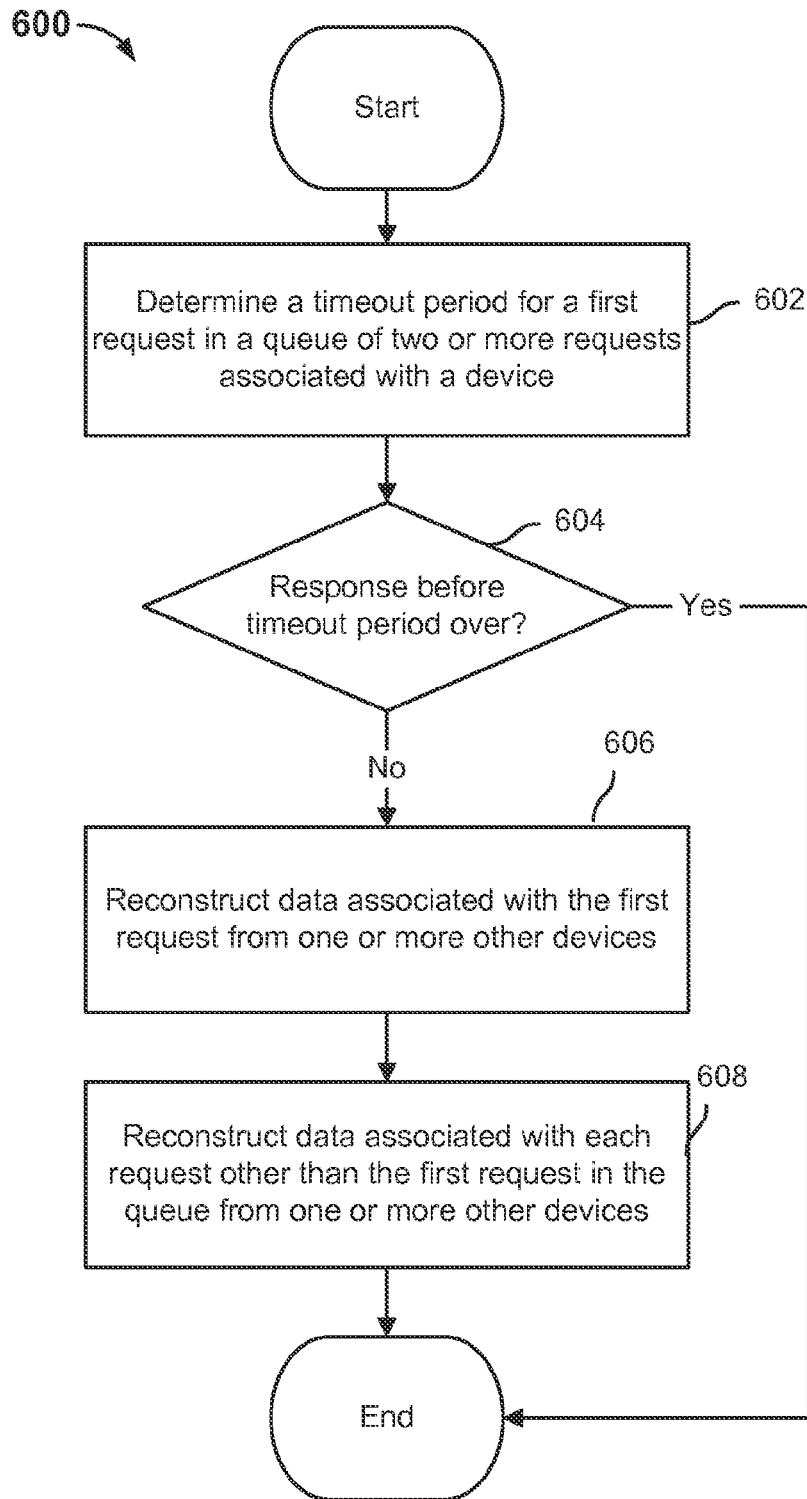 600
Start
Determine a timeout period for a first
request in a queue of two or more requests
associated with a device
602
604
Response before
timeout period over?
Yes
No
606
Reconstruct data associated with the first
request from one or more other devices
608
Reconstruct data associated with each
request other than the first request in the
queue from one or more other devices
End